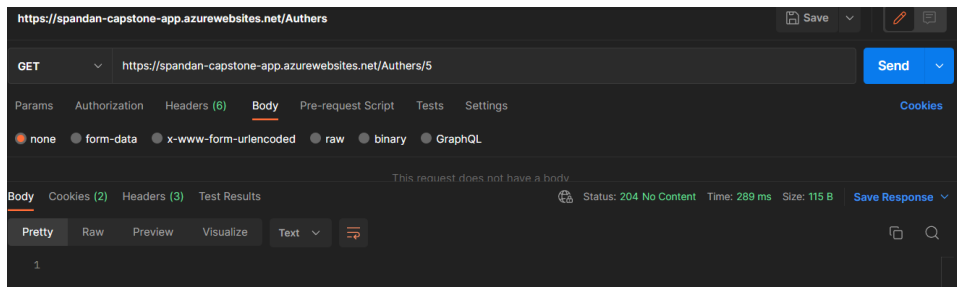 https://spandan-capstone-app.azurewebsites.net/Authers Save
GET https://spandan-capstone-app.azurewebsites.net/Authers/5 Send
Params Authorization Headers (6) Body Pre-request Script Tests Settings Cookies
none form-data x-www-form-urlencoded raw binary GraphQL
This request does not have a body
Body Cookies (2) Headers (3) Test Results Status: 204 No Content Time: 289 ms Size: 115 B Save Response
Pretty Raw Preview Visualize Text
1